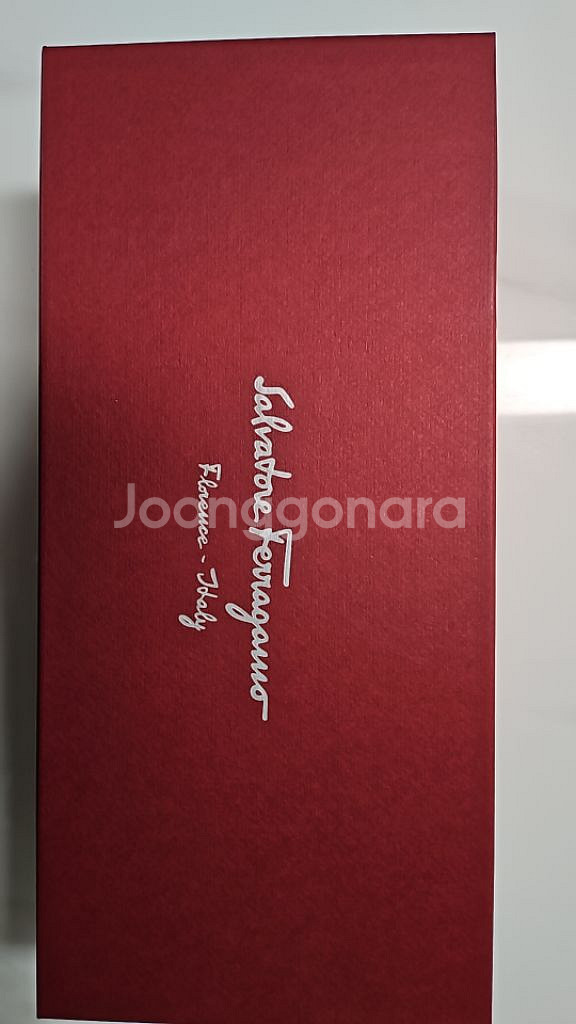 Salvatore Ferragamo
Florence - Italy
Joonggonara